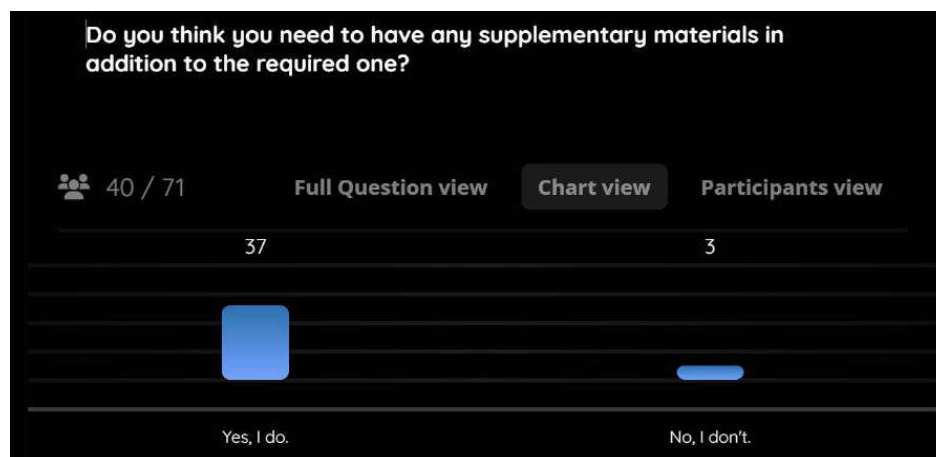 Do you think you need to have any supplementary materials in
addition to the required one?
40 / 71 Full Question view Chart view Participants view
37 3
Yes, I do. No, I don't.